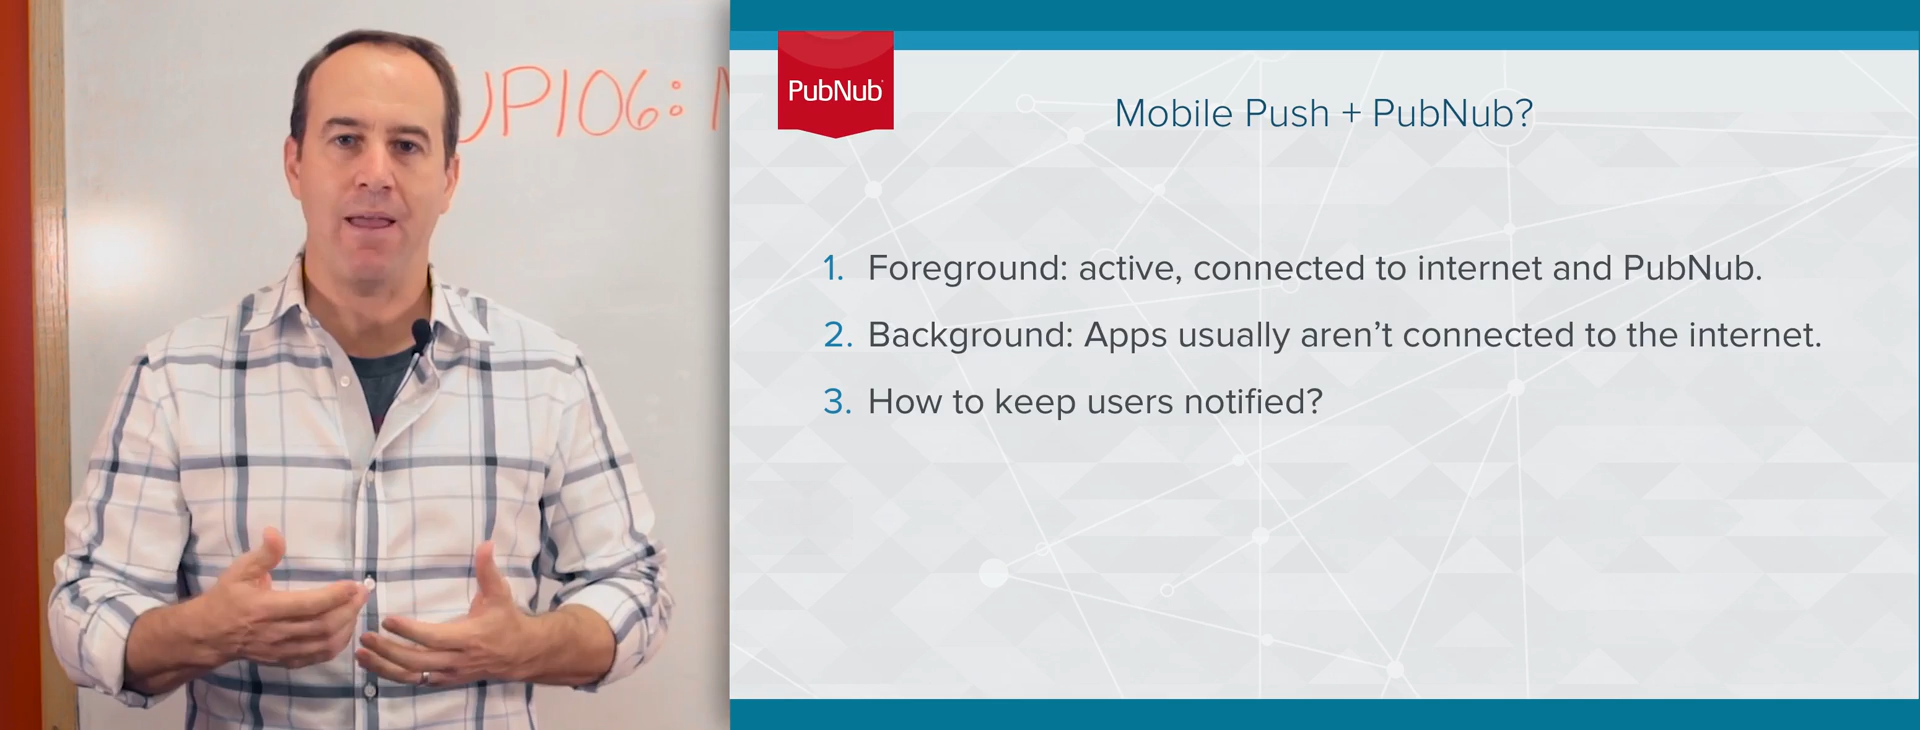 JP106:
PubNub
Mobile Push + PubNub?
1. Foreground: active, connected to internet and PubNub.
2. Background: Apps usually aren't connected to the internet.
3. How to keep users notified?